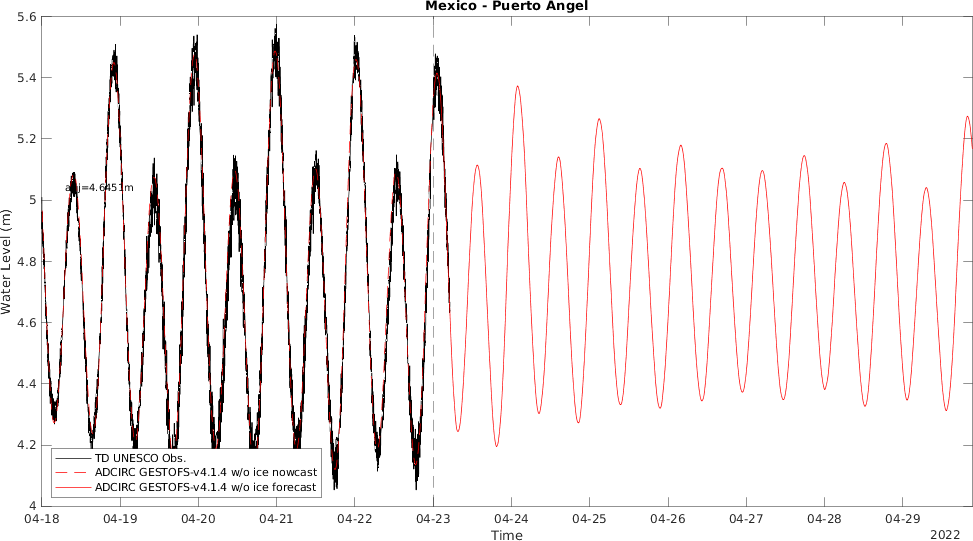 Mexico - Puerto Angel
5.6
5.4
5.2
5
4.8
4.6
4.4
4.2
4
Water Level (m)
adj=4.6451m
TD UNESCO Obs.
ADCIRC GESTOFS-v4.1.4 w/o ice nowcast
ADCIRC GESTOFS-v4.1.4 w/o ice forecast
04-18 04-19 04-20 04-21 04-22 04-23 04-24 04-25 04-26 04-27 04-28 04-29
Time
2022